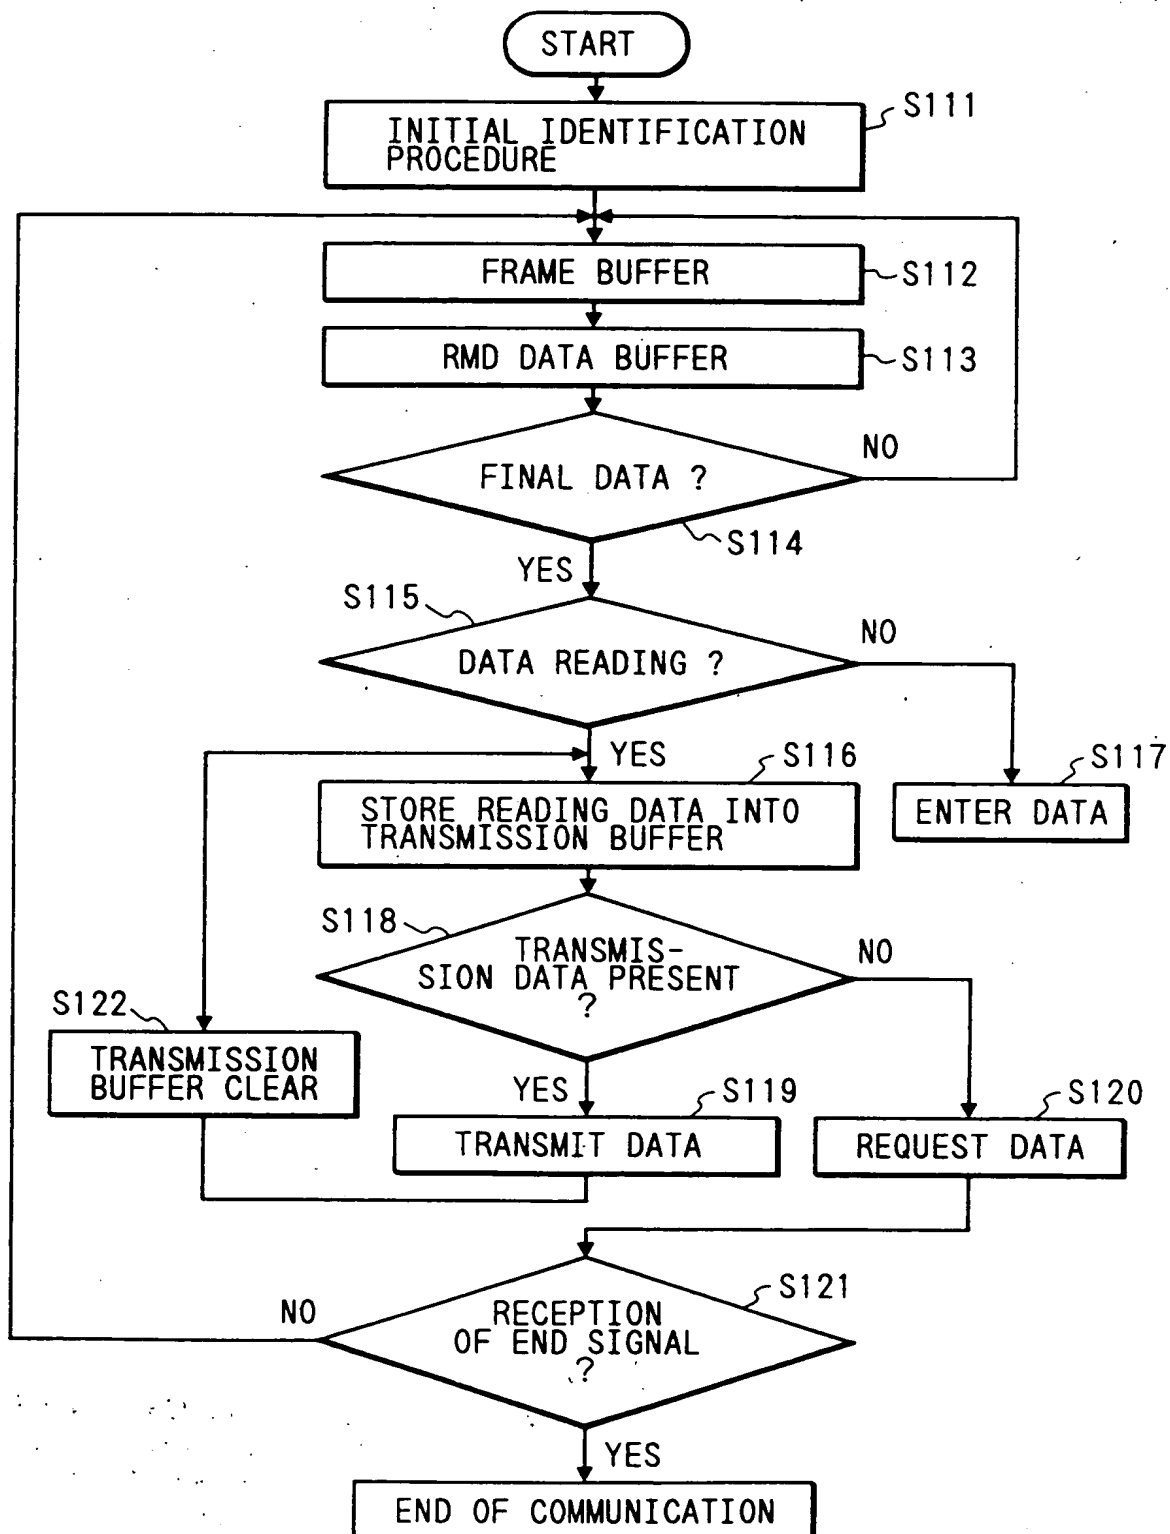 START
INITIAL IDENTIFICATION
PROCEDURE
S111
FRAME BUFFER
S112
RMD DATA BUFFER
S113
FINAL DATA ?
NO
S114
YES
S115
DATA READING ?
NO
YES
S116
S117
STORE READING DATA INTO
TRANSMISSION BUFFER
ENTER DATA
S118
TRANSMIS-
SION DATA PRESENT
?
NO
S122
TRANSMISSION
BUFFER CLEAR
YES
S119
S120
TRANSMIT DATA
REQUEST DATA
S121
NO
RECEPTION
OF END SIGNAL
?
YES
END OF COMMUNICATION